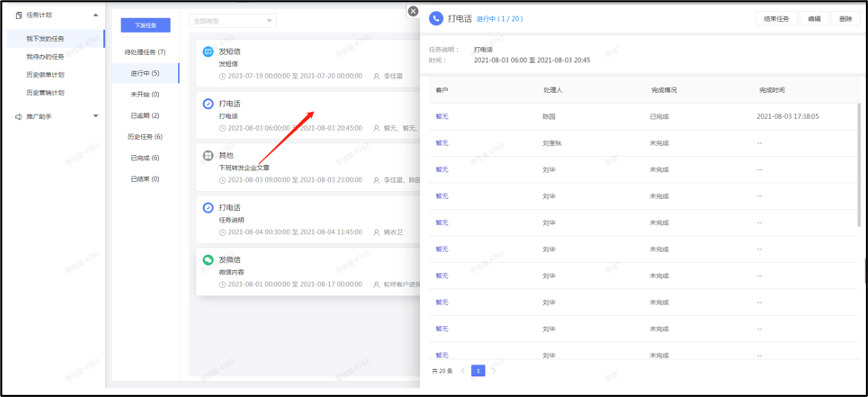 任务计划
我下发的任务
我待办的任务
历史做单计划
历史营销计划
推广助手
下发任务
待处理任务 (7)
进行中 (5)
未开始 (0)
已逾期 (2)
历史任务 (6)
已完成 (6)
已结束 (0)
全部类型
发短信
发短信
2021-07-19 00:00:00 至 2021-07-20 00:00:00 李佳星
打电话
打电话
2021-08-03 06:00:00 至 2021-08-03 20:45:00 暂无、暂无、
其他
下班转发企业文章
2021-08-03 09:00:00 至 2021-08-03 23:00:00 李佳星、陈园
打电话
任务说明
2021-08-04 00:30:00 至 2021-08-04 11:45:00 锦衣卫
发微信
微信内容
2021-08-01 00:00:00 至 2021-08-17 00:00:00
打电话 进行中 ( 1 / 20 )
结束任务 编辑 删除
任务说明： 打电话
时间： 2021-08-03 06:00 至 2021-08-03 20:45
客户 处理人 完成情况 完成时间
暂无 陈园 已完成 2021-08-03 17:38:05
暂无 刘奎秋 未完成 --
暂无 刘华 未完成 --
暂无 刘华 未完成 --
暂无 刘华 未完成 --
暂无 刘华 未完成 --
暂无 刘华 未完成 --
暂无 刘华 未完成 --
暂无 刘华 未完成 --
暂无 刘华 未完成 --
共 20 条 1